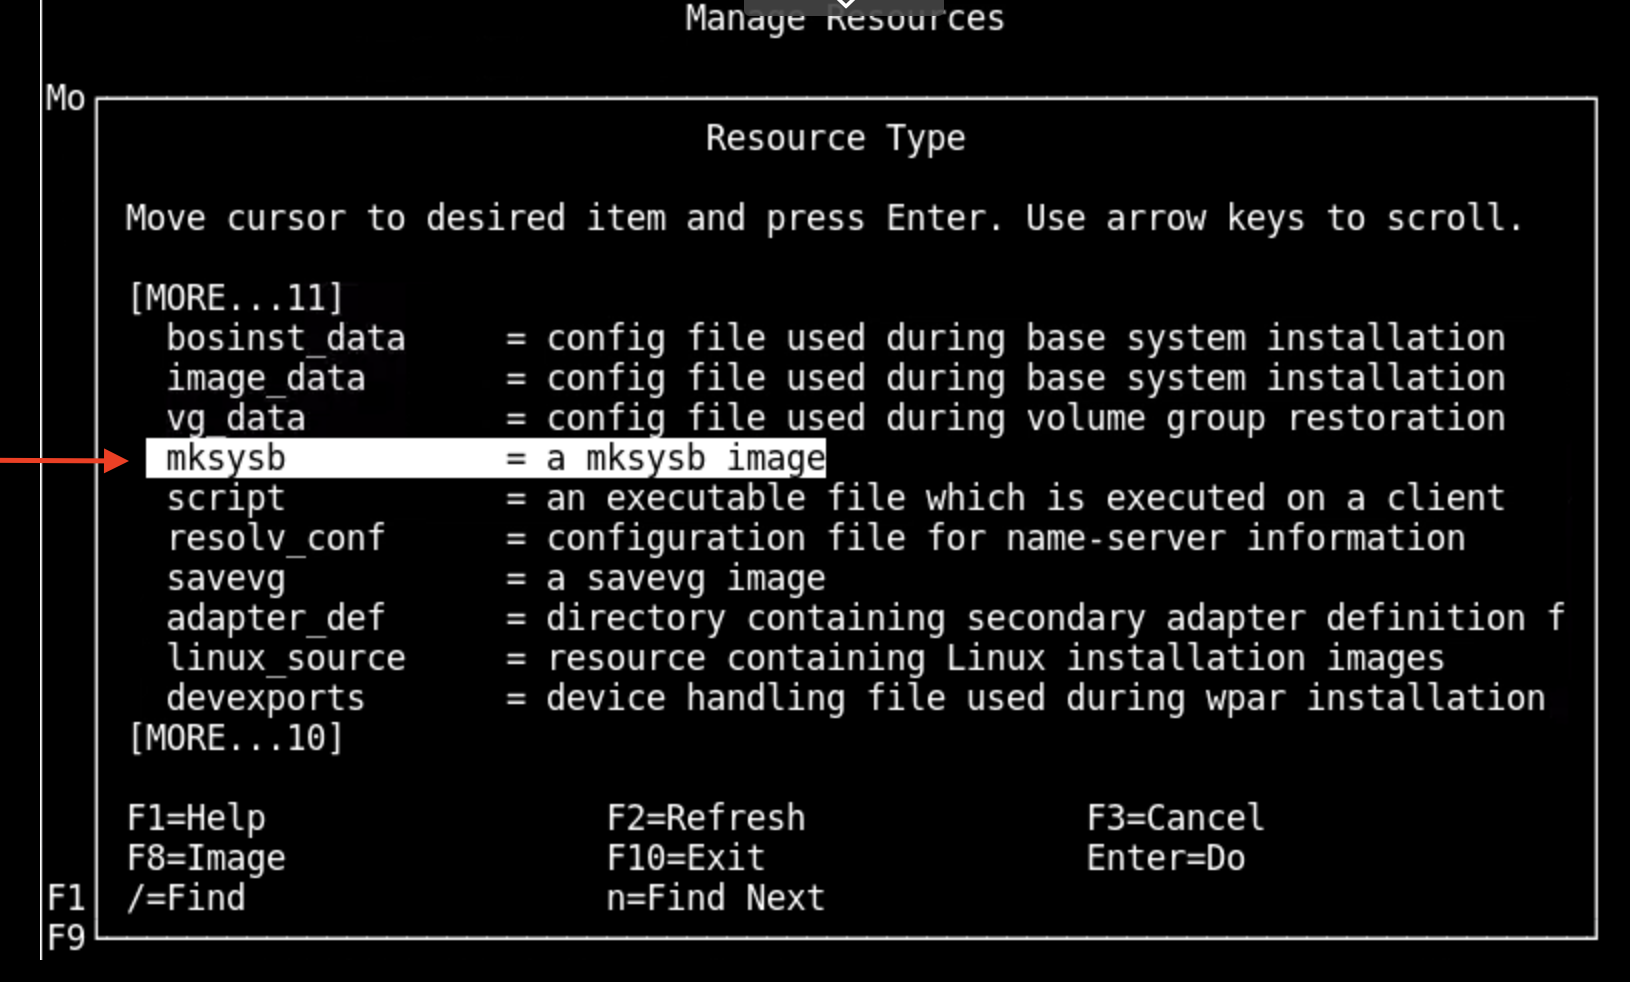 Manage Resources
Mo
Resource Type
Move cursor to desired item and press Enter. Use arrow keys to scroll.
[MORE...11]
bosinst_data = config file used during base system installation
image_data = config file used during base system installation
vg_data = config file used during volume group restoration
mksysb = a mksysb image
script = an executable file which is executed on a client
resolv_conf = configuration file for name-server information
savevg = a savevg image
adapter_def = directory containing secondary adapter definition f
linux_source = resource containing Linux installation images
devexports = device handling file used during wpar installation
[MORE...10]
F1=Help F2=Refresh F3=Cancel
F8=Image F10=Exit Enter=Do
F1 /=Find n=Find Next
F9